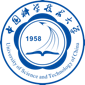 中国科学技术大学
1958
University of Science and Technology of China